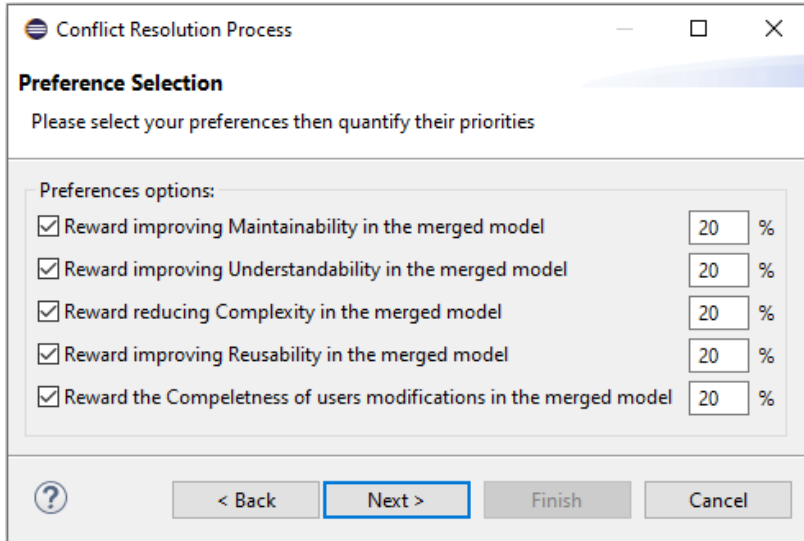 Conflict Resolution Process
Preference Selection
Please select your preferences then quantify their priorities
Preferences options:
Reward improving Maintainability in the merged model 20 %
Reward improving Understandability in the merged model 20 %
Reward reducing Complexity in the merged model 20 %
Reward improving Reusability in the merged model 20 %
Reward the Compeletness of users modifications in the merged model 20 %
? < Back Next > Finish Cancel